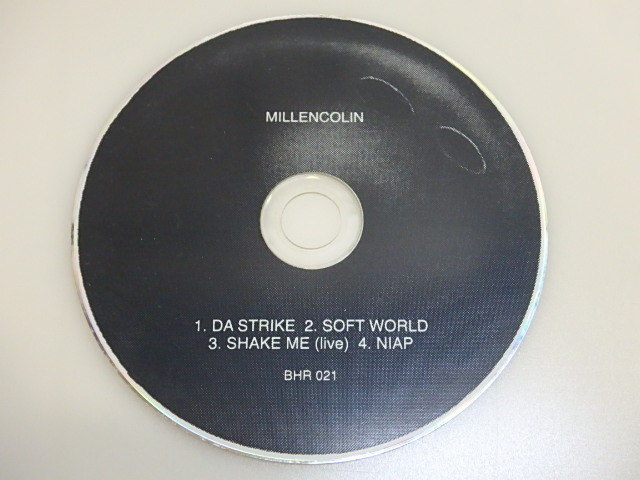 MILLENCOLIN
1. DA STRIKE 2. SOFT WORLD
3. SHAKE ME (live) 4. NIAP
BHR 021